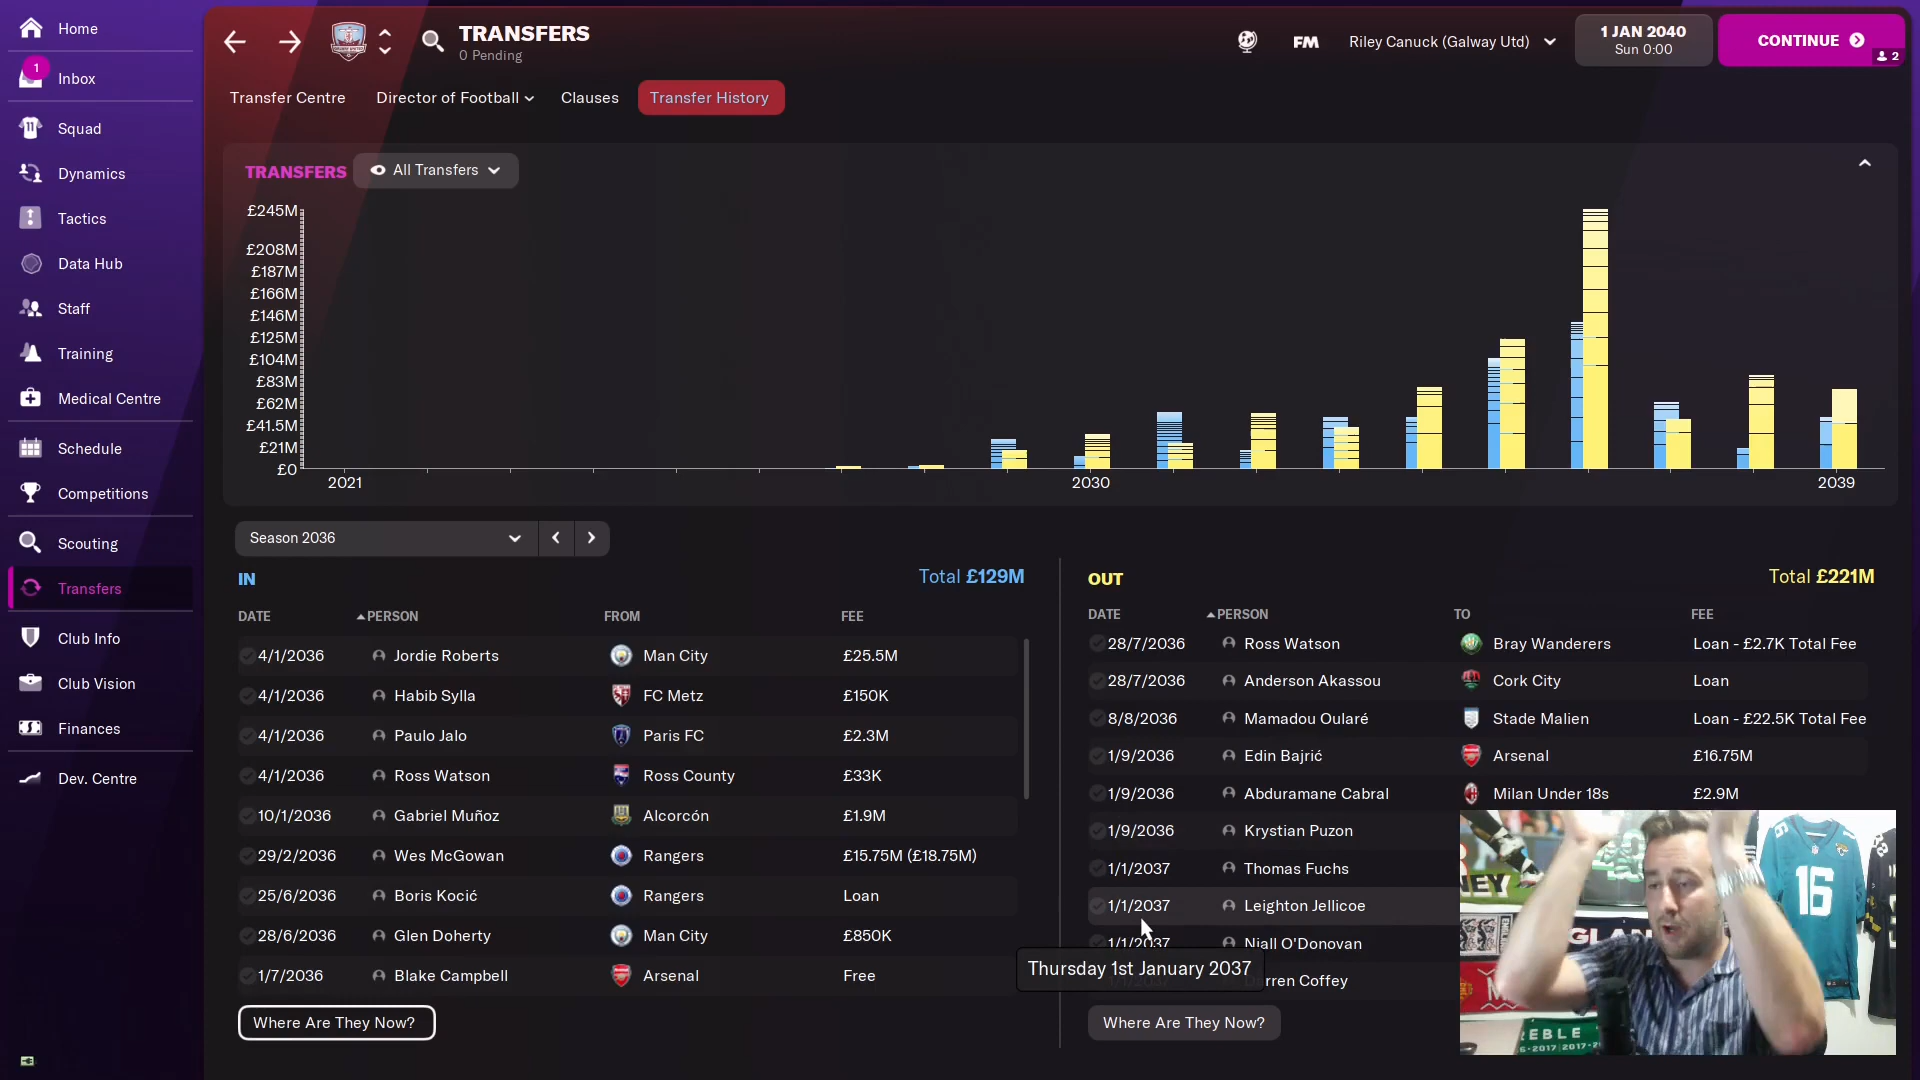 Home
1
Inbox
Squad
Dynamics
Tactics
Data Hub
Staff
Training
Medical Centre
Schedule
Competitions
Scouting
Transfers
Club Info
Club Vision
Finances
Dev. Centre
TRANSFERS
0 Pending
FM
Riley Canuck (Galway Utd)
1 JAN 2040
Sun 0:00
CONTINUE
2
Transfer Centre
Director of Football
Clauses
Transfer History
TRANSFERS
All Transfers
£245M
£208M
£187M
£166M
£146M
£125M
£104M
£83M
£62M
£41.5M
£21M
£0
2021 2030 2039
Season 2036
IN Total £129M
DATE PERSON FROM FEE
4/1/2036 Jordie Roberts Man City £25.5M
4/1/2036 Habib Sylla FC Metz £150K
4/1/2036 Paulo Jalo Paris FC £2.3M
4/1/2036 Ross Watson Ross County £33K
10/1/2036 Gabriel Muñoz Alcorcón £1.9M
29/2/2036 Wes McGowan Rangers £15.75M (£18.75M)
25/6/2036 Boris Kocić Rangers Loan
28/6/2036 Glen Doherty Man City £850K
1/7/2036 Blake Campbell Arsenal Free
Where Are They Now?
OUT Total £221M
DATE PERSON TO FEE
28/7/2036 Ross Watson Bray Wanderers Loan - £2.7K Total Fee
28/7/2036 Anderson Akassou Cork City Loan
8/8/2036 Mamadou Oularé Stade Malien Loan - £22.5K Total Fee
1/9/2036 Edin Bajrić Arsenal £16.75M
1/9/2036 Abduramane Cabral Milan Under 18s £2.9M
1/9/2036 Krystian Puzon
1/1/2037 Thomas Fuchs
1/1/2037 Leighton Jellicoe
1/1/2037 Niall O'Donovan
Thursday 1st January 2037
Coffey
Where Are They Now?
16